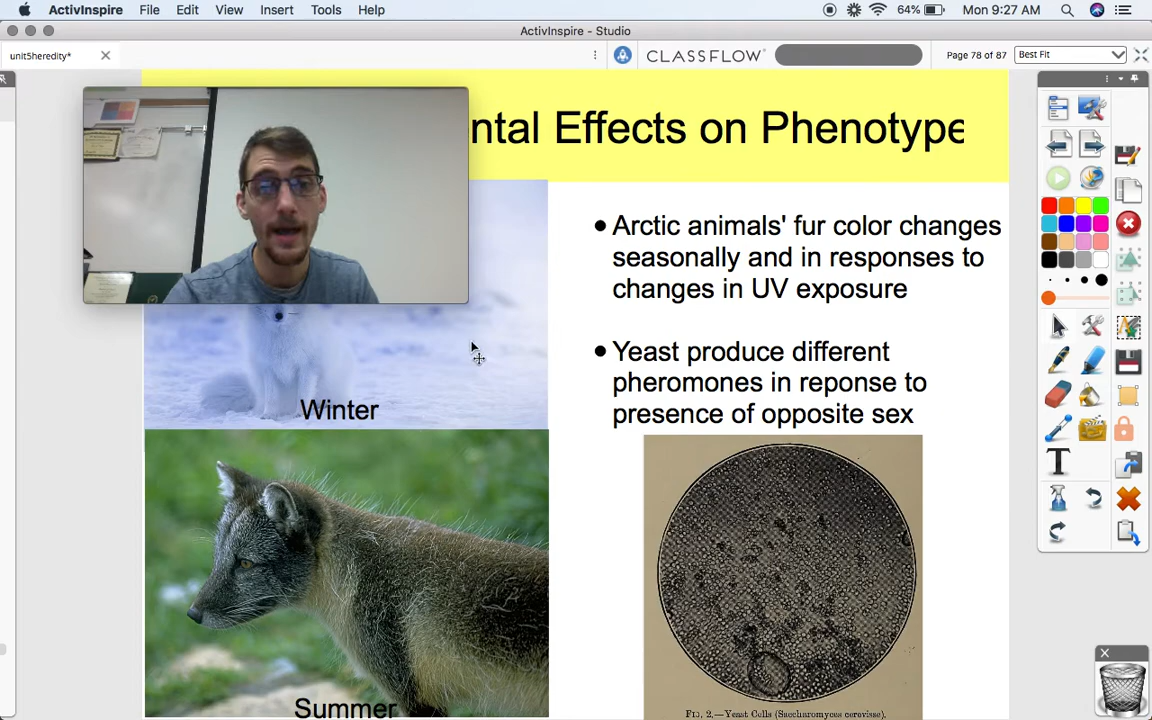 ActivInspire File Edit View Insert Tools Help 64% Mon 9:27 AM
ActivInspire - Studio
unit5heredity*
CLASSFLOW
Page 78 of 87
Best Fit
ntal Effects on Phenotype
• Arctic animals' fur color changes
seasonally and in responses to
changes in UV exposure
• Yeast produce different
pheromones in reponse to
presence of opposite sex
Winter
Summer
FIG. 2.—Yeast Cells (Saccharomyces cerevisae).
T